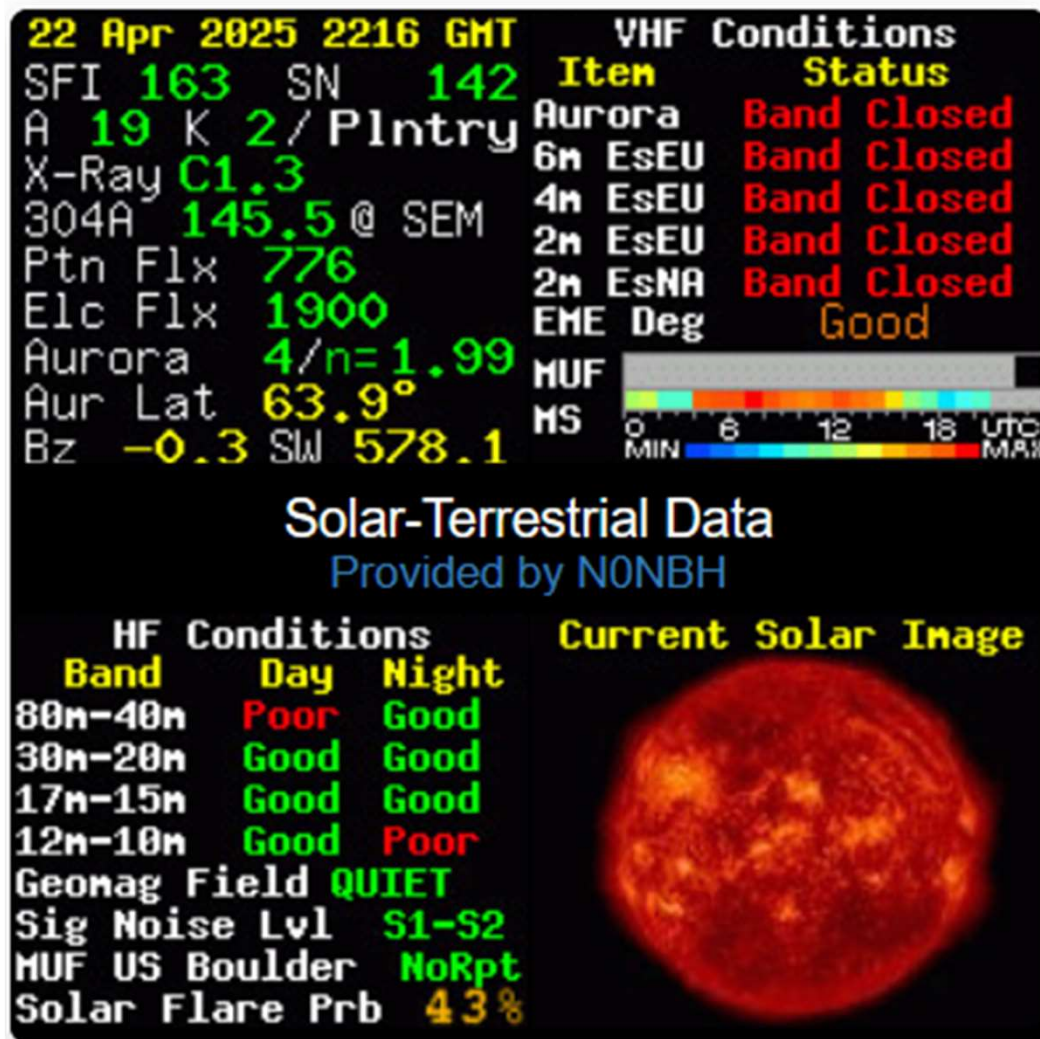 22 Apr 2025 2216 GMT
SFI 163 SN 142
A 19 K 2/Plntry
X-Ray C1.3
304A 145.5@ SEM
Ptn Flx 776
Elc Flx 1900
Aurora 4/n=1.99
Aur Lat 63.9°
Bz -0.3 SW 578.1
VHF Conditions
Item Status
Aurora Band Closed
6m EsEU Band Closed
4m EsEU Band Closed
2m EsEU Band Closed
2m EsNA Band Closed
EME Deg Good
MUF
MS
0 6 12 18 UTC
MIN MAX
Solar-Terrestrial Data
Provided by N0NBH
HF Conditions
Band Day Night
80m-40m Poor Good
30m-20m Good Good
17m-15m Good Good
12m-10m Good Poor
Geomag Field QUIET
Sig Noise Lvl S1-S2
MUF US Boulder NoRpt
Solar Flare Prb 43%
Current Solar Image